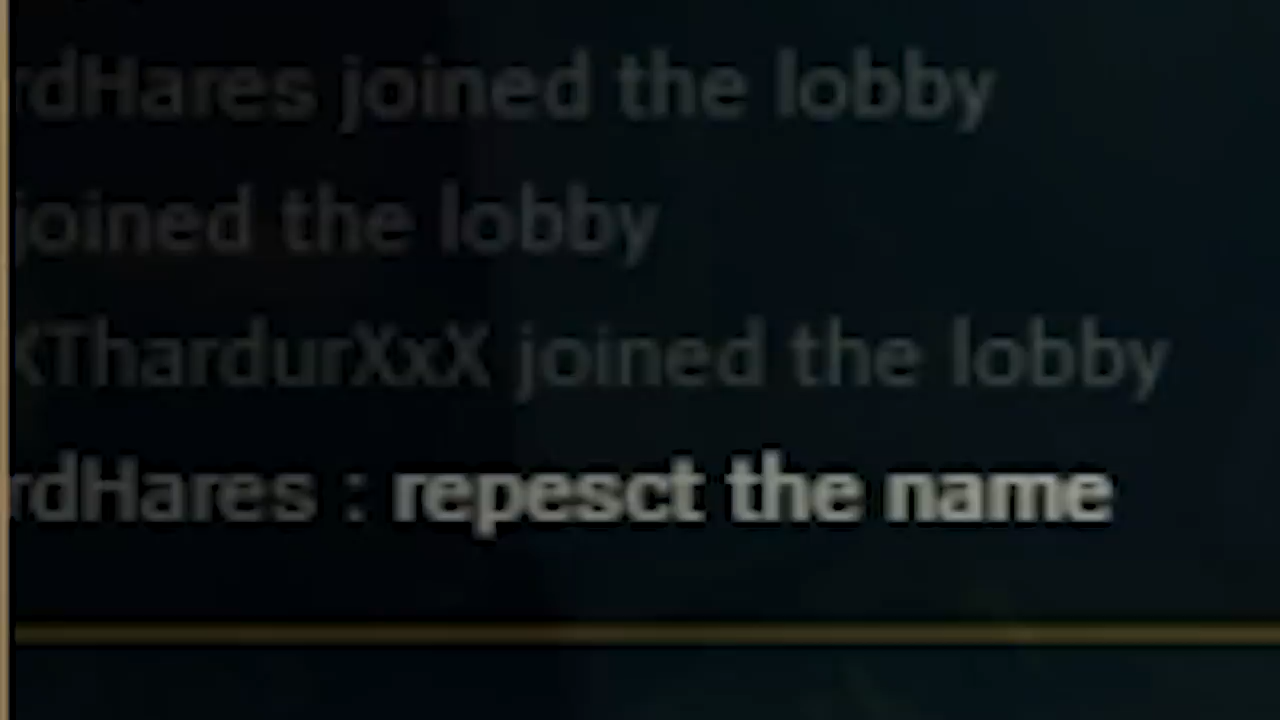 rdHares joined the lobby
joined the lobby
XThardurXxX joined the lobby
rdHares : repesct the name